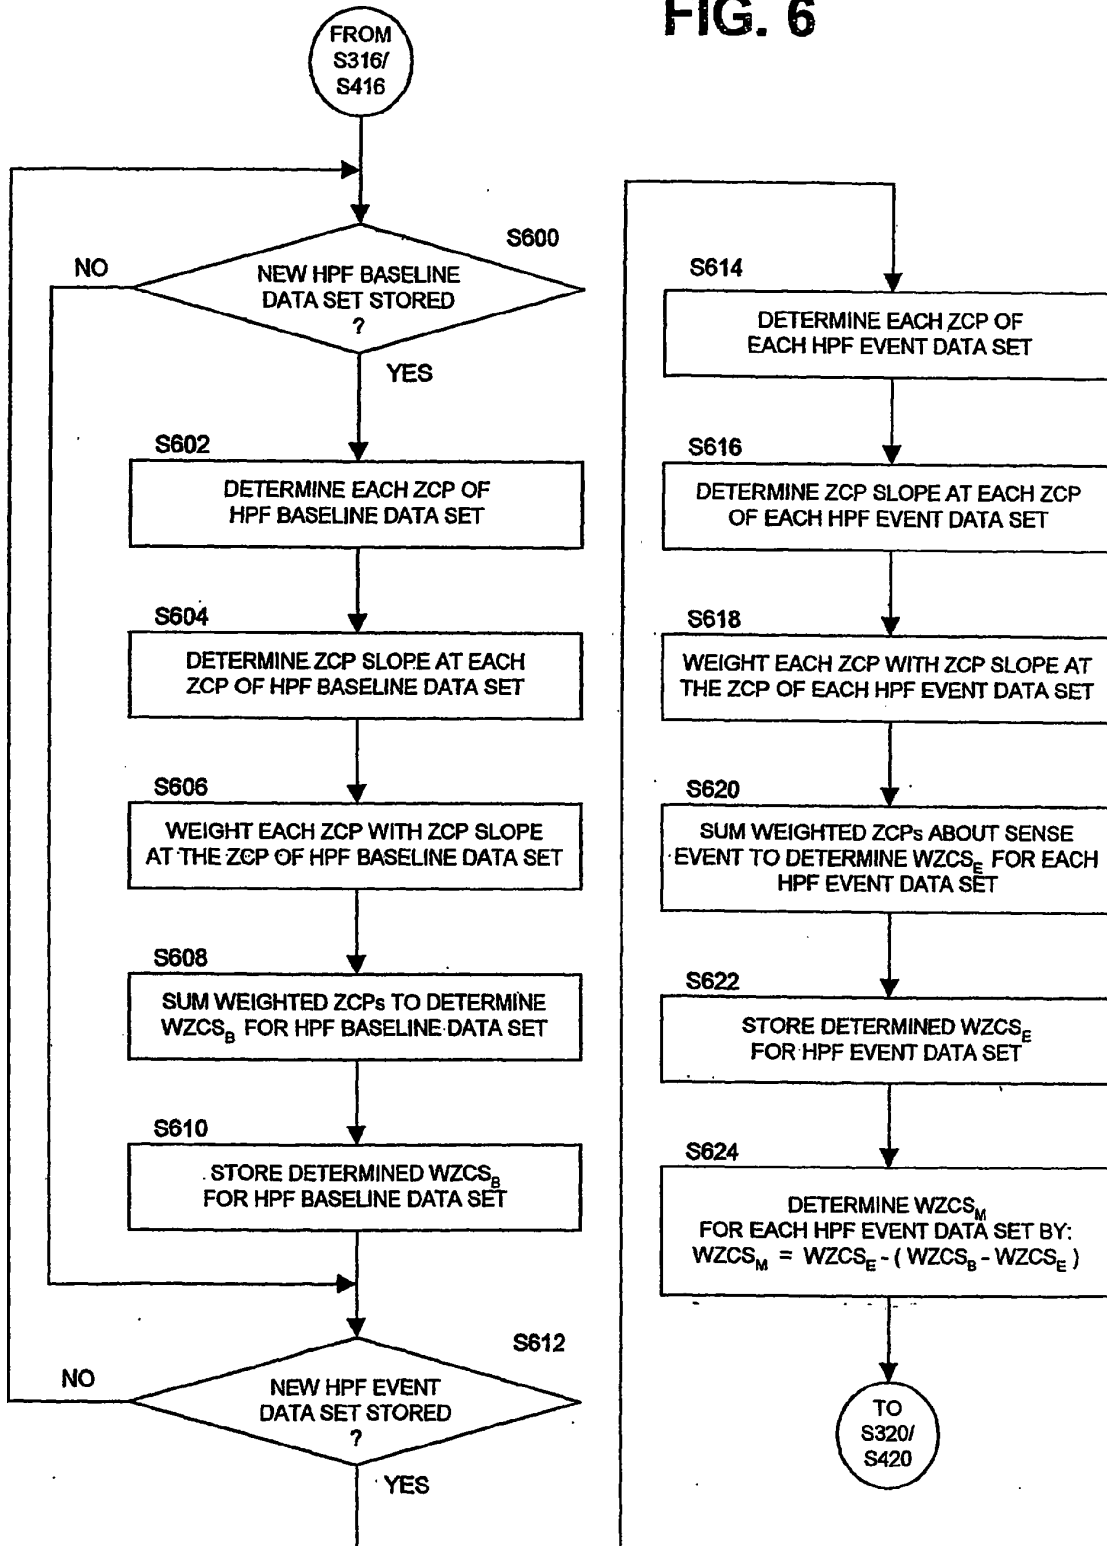 FIG. 6
FROM
S316/
S416
S600
NO
NEW HPF BASELINE
DATA SET STORED
?
YES
S602
DETERMINE EACH ZCP OF
HPF BASELINE DATA SET
S604
DETERMINE ZCP SLOPE AT EACH
ZCP OF HPF BASELINE DATA SET
S606
WEIGHT EACH ZCP WITH ZCP SLOPE
AT THE ZCP OF HPF BASELINE DATA SET
S608
SUM WEIGHTED ZCPs TO DETERMINE
WZCS_B FOR HPF BASELINE DATA SET
S610
STORE DETERMINED WZCS_B
FOR HPF BASELINE DATA SET
S612
NO
NEW HPF EVENT
DATA SET STORED
?
YES
S614
DETERMINE EACH ZCP OF
EACH HPF EVENT DATA SET
S616
DETERMINE ZCP SLOPE AT EACH ZCP
OF EACH HPF EVENT DATA SET
S618
WEIGHT EACH ZCP WITH ZCP SLOPE AT
THE ZCP OF EACH HPF EVENT DATA SET
S620
SUM WEIGHTED ZCPs ABOUT SENSE
EVENT TO DETERMINE WZCS_E FOR EACH
HPF EVENT DATA SET
S622
STORE DETERMINED WZCS_E
FOR HPF EVENT DATA SET
S624
DETERMINE WZCS_M
FOR EACH HPF EVENT DATA SET BY:
WZCS_M = WZCS_E - ( WZCS_B - WZCS_E )
TO
S320/
S420